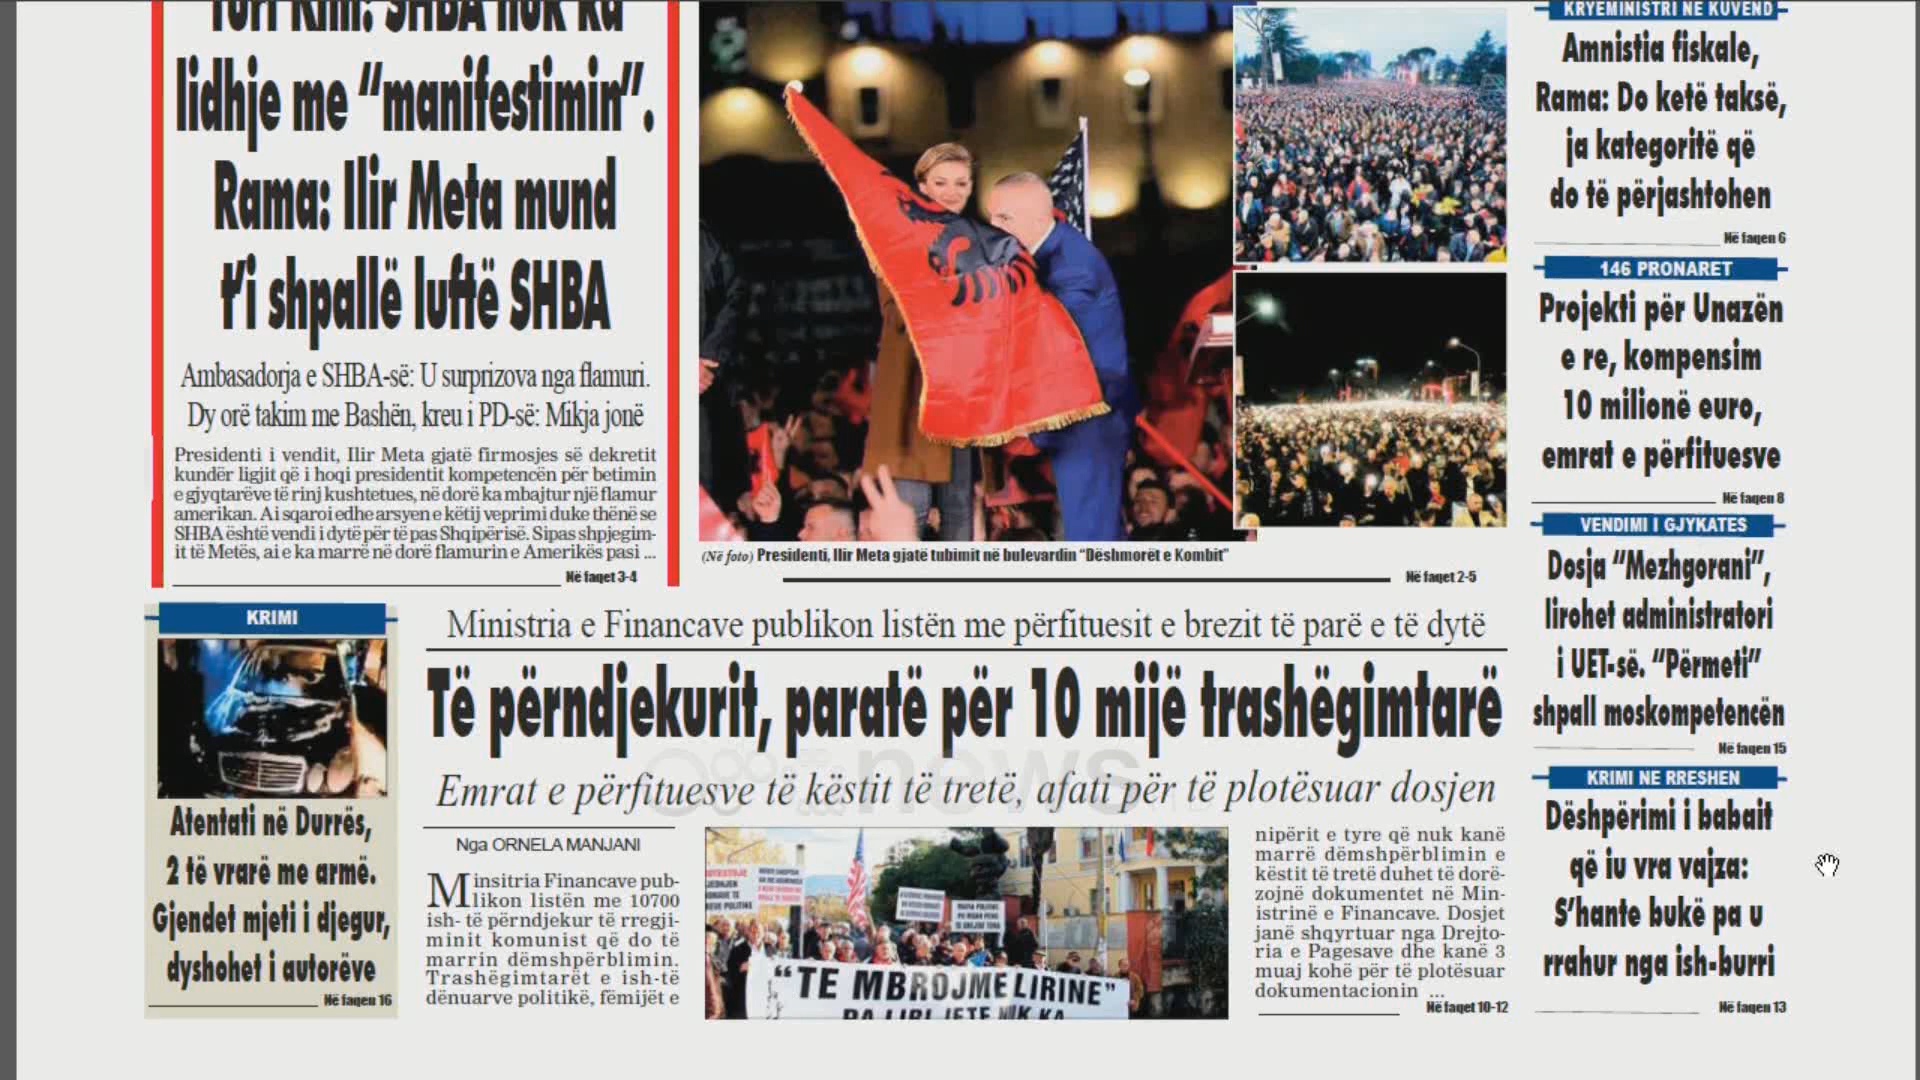 lidhje me “manifestimin”.
Rama: Ilir Meta mund
t’i shpallë luftë SHBA
Ambasadorja e SHBA-së: U surprizova nga flamuri.
Dy orë takim me Bashën, kreu i PD-së: Mikja jonë
Presidenti i vendit, Ilir Meta gjatë firmosjes së dekretit
kundër ligjit që i hoqi presidentit kompetencën për betimin
e gjyqtarëve të rinj kushtetues, në dorë ka mbajtur një flamur
amerikan. Ai sqaroi edhe arsyen e këtij veprimi duke thënë se
SHBA është vendi i dytë për të pas Shqipërisë. Sipas shpjegim-
it të Metës, ai e ka marrë në dorë flamurin e Amerikës pasi ...
Në faqet 3-4
(Në foto) Presidenti, Ilir Meta gjatë tubimit në bulevardin “Dëshmorët e Kombit”
Në faqet 2-5
KRIMI
Atentati në Durrës,
2 të vrarë me armë.
Gjendet mjeti i djegur,
dyshohet i autorëve
Në faqen 16
Ministria e Financave publikon listën me përfituesit e brezit të parë e të dytë
Të përndjekurit, paratë për 10 mijë trashëgimtarë
Emrat e përfituesve të këstit të tretë, afati për të plotësuar dosjen
news
Nga ORNELA MANJANI
Minsitria Financave pub-
likon listën me 10700
ish- të përndjekur të rregji-
minit komunist që do të
marrin dëmshpërblimin.
Trashëgimtarët e ish-të
dënuarve politikë, fëmijët e
“TE MBROJME LIRINE”
PA LIRI JETE NUK KA
nipërit e tyre që nuk kanë
marrë dëmshpërblimin e
këstit të tretë duhet të dorë-
zojnë dokumentet në Min-
istrinë e Financave. Dosjet
janë shqyrtuar nga Drejto-
ria e Pagesave dhe kanë 3
muaj kohë për të plotësuar
dokumentacionin ...
Në faqet 10-12
KRYEMINISTRI NE KUVEND
Amnistia fiskale,
Rama: Do ketë taksë,
ja kategoritë që
do të përjashtohen
Në faqen 6
146 PRONARET
Projekti për Unazën
e re, kompensim
10 milionë euro,
emrat e përfituesve
Në faqen 8
VENDIMI I GJYKATES
Dosja “Mezhgorani”,
lirohet administratori
i UET-së. “Përmeti”
shpall moskompetencën
Në faqen 15
KRIMI NE RRESHEN
Dëshpërimi i babait
që iu vra vajza:
S’hante bukë pa u
rrahur nga ish-burri
Në faqen 13